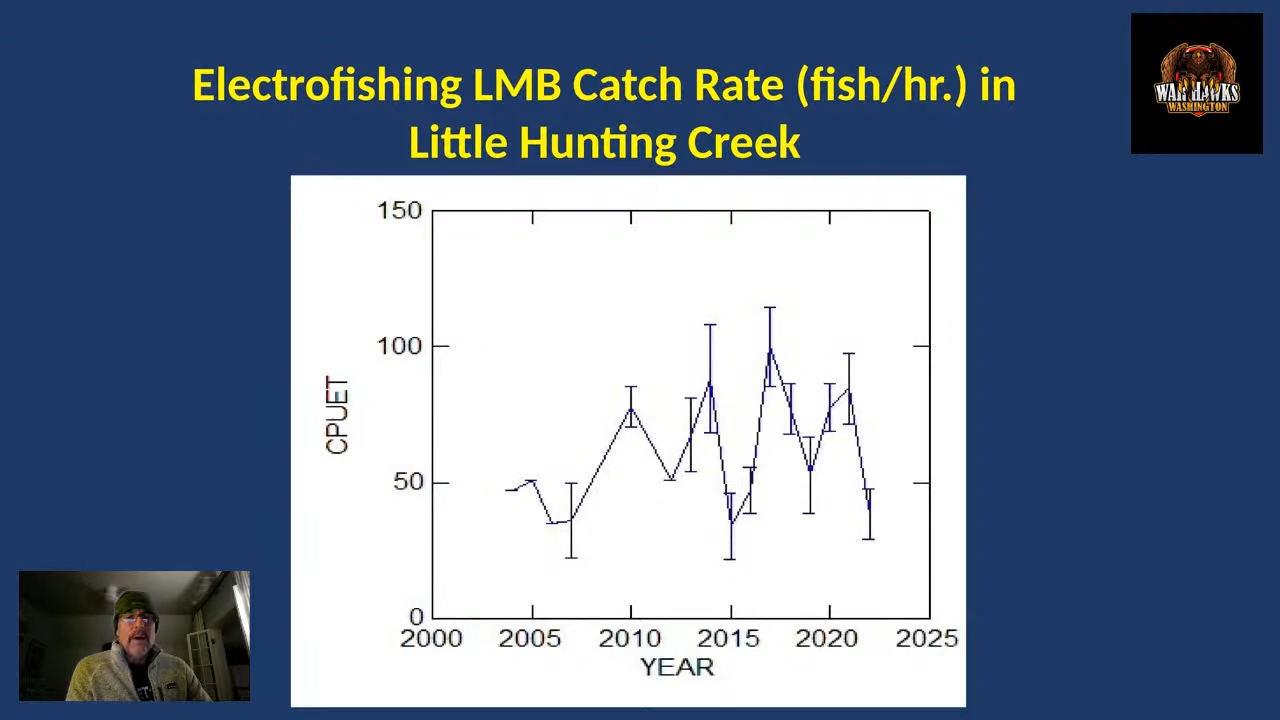 Electrofishing LMB Catch Rate (fish/hr.) in
Little Hunting Creek
WARHAWKS
WASHINGTON
150
100
50
0
CPUET
2000 2005 2010 2015 2020 2025
YEAR